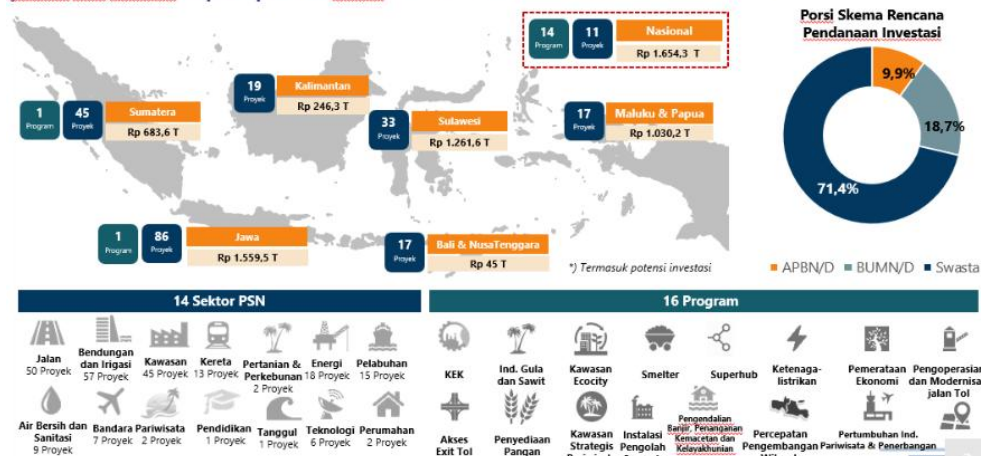 Porsi Skema Rencana
Pendanaan Investasi
14
Program
11
Proyek
Nasional
Rp 1.654,3 T
9,9%
18,7%
71,4%
19
Proyek
Kalimantan
Rp 246,3 T
1
Program
45
Proyek
Sumatera
Rp 683,6 T
33
Proyek
Sulawesi
Rp 1.261,6 T
17
Proyek
Maluku & Papua
Rp 1.030,2 T
1
Program
86
Proyek
Jawa
Rp 1.559,5 T
17
Proyek
Bali & NusaTenggara
Rp 45 T
*) Termasuk potensi investasi
APBN/D BUMN/D Swasta
14 Sektor PSN
Jalan
50 Proyek
Bendungan
dan Irigasi
57 Proyek
Kawasan
45 Proyek
Kereta
13 Proyek
Pertanian &
Perkebunan
2 Proyek
Energi
18 Proyek
Pelabuhan
15 Proyek
Air Bersih dan
Sanitasi
9 Proyek
Bandara
7 Proyek
Pariwisata
2 Proyek
Pendidikan
1 Proyek
Tanggul
1 Proyek
Teknologi
6 Proyek
Perumahan
2 Proyek
16 Program
KEK
Ind. Gula
dan Sawit
Kawasan
Ecocity
Smelter
Superhub
Ketenaga-
listrikan
Pemerataan
Ekonomi
Pengoperasian
dan Modernisa
jalan Tol
Akses
Exit Tol
Penyediaan
Pangan
Kawasan
Strategis
Instalasi
Pengolah
Pengendalian
Banjir, Penanganan
Kemacetan dan
Kelayakhunian
Percepatan
Pengembangan
Pertumbuhan Ind.
Pariwisata & Penerbangan